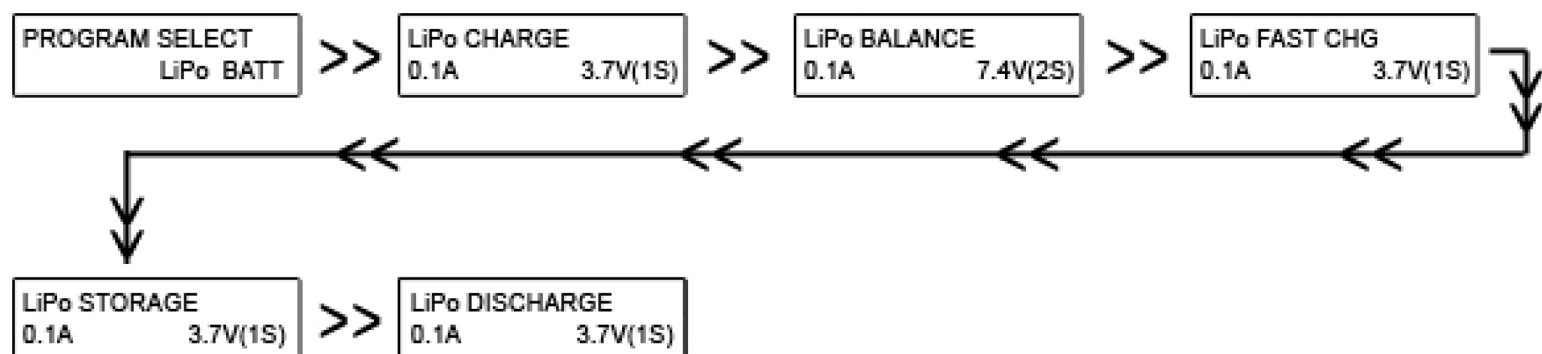 PROGRAM SELECT
LiPo BATT
>>
LiPo CHARGE
0.1A 3.7V(1S)
>>
LiPo BALANCE
0.1A 7.4V(2S)
>>
LiPo FAST CHG
0.1A 3.7V(1S)
LiPo STORAGE
0.1A 3.7V(1S)
>>
LiPo DISCHARGE
0.1A 3.7V(1S)